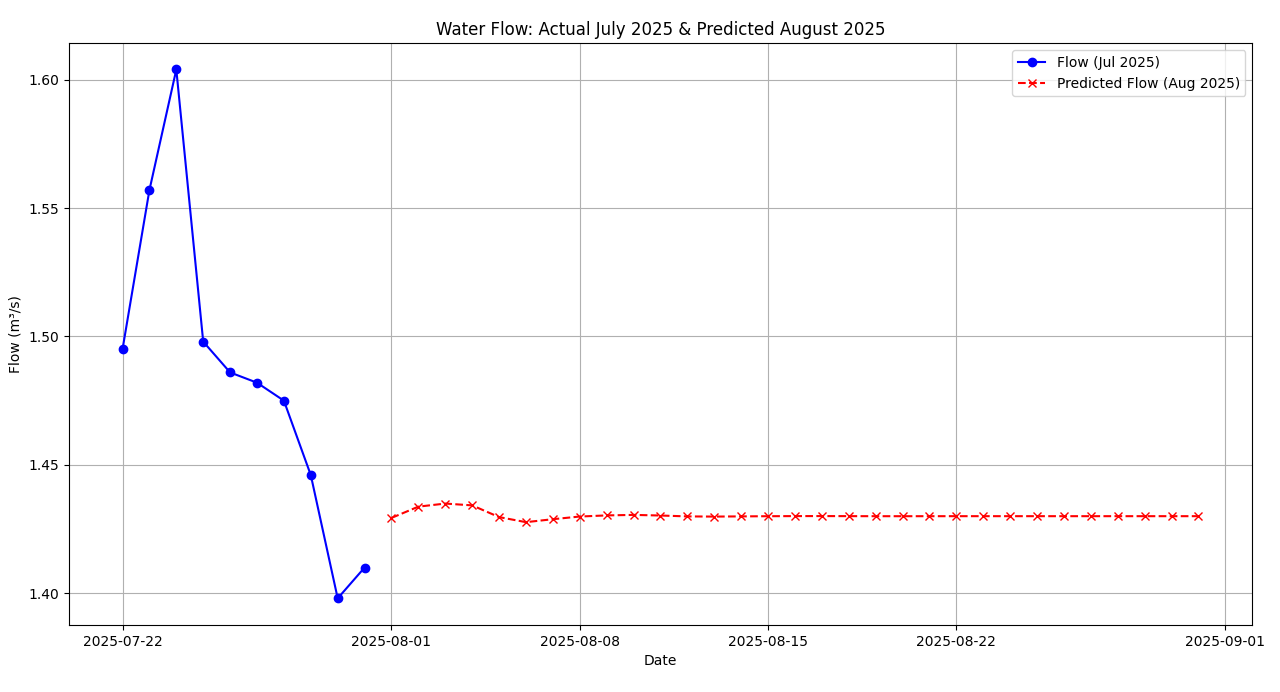 Water Flow: Actual July 2025 & Predicted August 2025
Flow (Jul 2025)
Predicted Flow (Aug 2025)
Flow (m³/s)
1.60
1.55
1.50
1.45
1.40
2025-07-22
2025-08-01
2025-08-08
2025-08-15
2025-08-22
2025-09-01
Date